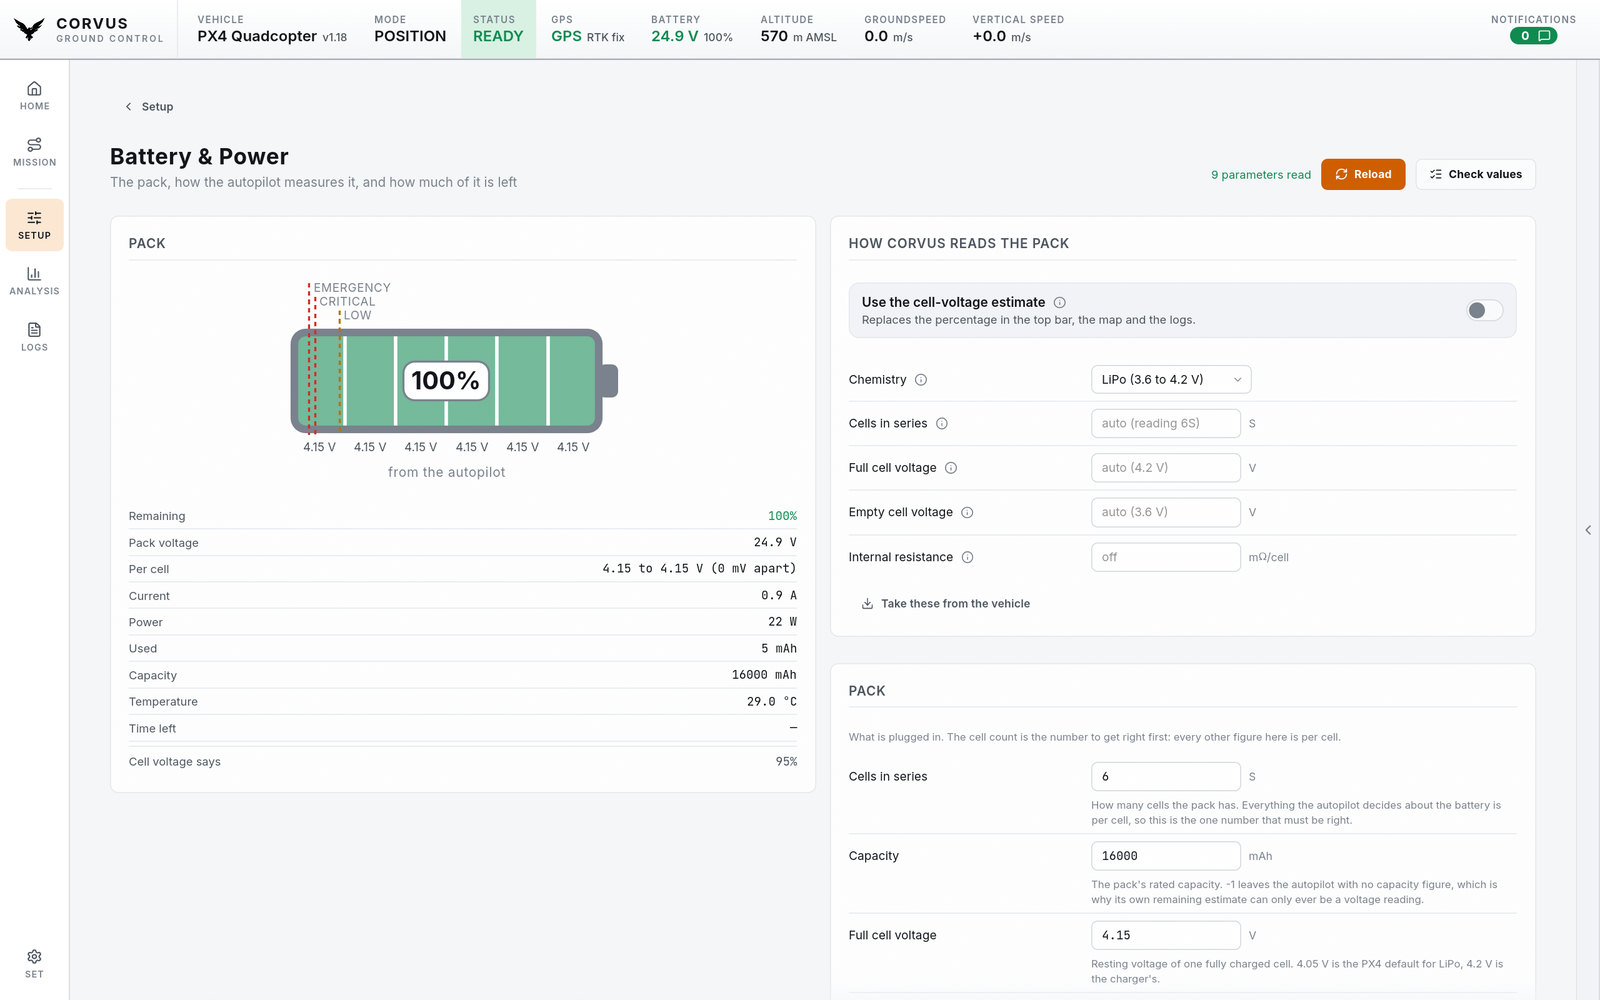 CORVUS
GROUND CONTROL
VEHICLE
PX4 Quadcopter v1.18
MODE
POSITION
STATUS
READY
GPS
GPS RTK fix
BATTERY
24.9 V 100%
ALTITUDE
570 m AMSL
GROUNDSPEED
0.0 m/s
VERTICAL SPEED
+0.0 m/s
NOTIFICATIONS
0
HOME
MISSION
SETUP
ANALYSIS
LOGS
SET
Setup
Battery & Power
The pack, how the autopilot measures it, and how much of it is left
9 parameters read
Reload
Check values
PACK
EMERGENCY
CRITICAL
LOW
100%
4.15 V 4.15 V 4.15 V 4.15 V 4.15 V 4.15 V
from the autopilot
Remaining 100%
Pack voltage 24.9 V
Per cell 4.15 to 4.15 V (0 mV apart)
Current 0.9 A
Power 22 W
Used 5 mAh
Capacity 16000 mAh
Temperature 29.0 °C
Time left —
Cell voltage says 95%
HOW CORVUS READS THE PACK
Use the cell-voltage estimate
Replaces the percentage in the top bar, the map and the logs.
Chemistry LiPo (3.6 to 4.2 V)
Cells in series auto (reading 6S) S
Full cell voltage auto (4.2 V) V
Empty cell voltage auto (3.6 V) V
Internal resistance off mΩ/cell
Take these from the vehicle
PACK
What is plugged in. The cell count is the number to get right first: every other figure here is per cell.
Cells in series 6 S
How many cells the pack has. Everything the autopilot decides about the battery is
per cell, so this is the one number that must be right.
Capacity 16000 mAh
The pack's rated capacity. -1 leaves the autopilot with no capacity figure, which is
why its own remaining estimate can only ever be a voltage reading.
Full cell voltage 4.15 V
Resting voltage of one fully charged cell. 4.05 V is the PX4 default for LiPo, 4.2 V is
the charger's.